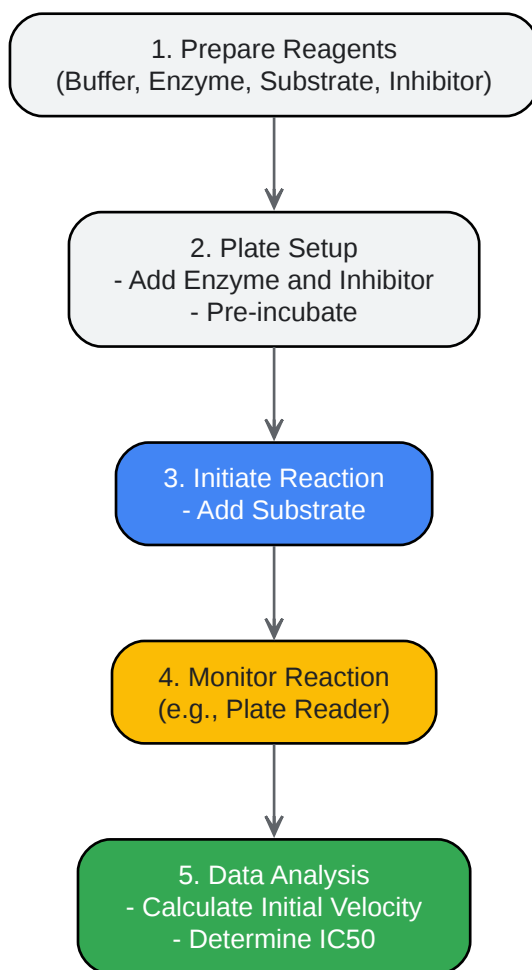 1. Prepare Reagents
(Buffer, Enzyme, Substrate, Inhibitor)
2. Plate Setup
- Add Enzyme and Inhibitor
- Pre-incubate
3. Initiate Reaction
- Add Substrate
4. Monitor Reaction
(e.g., Plate Reader)
5. Data Analysis
- Calculate Initial Velocity
- Determine IC50